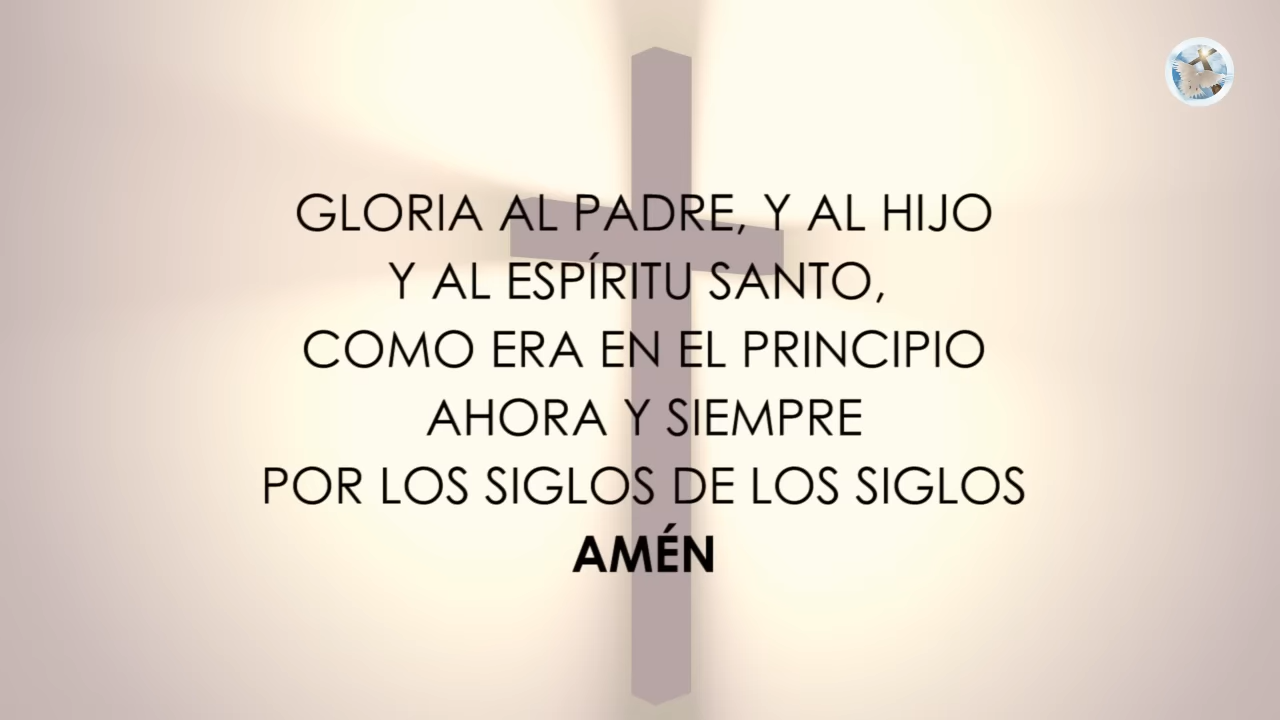 GLORIA AL PADRE, Y AL HIJO
Y AL ESPÍRITU SANTO,
COMO ERA EN EL PRINCIPIO
AHORA Y SIEMPRE
POR LOS SIGLOS DE LOS SIGLOS
AMÉN